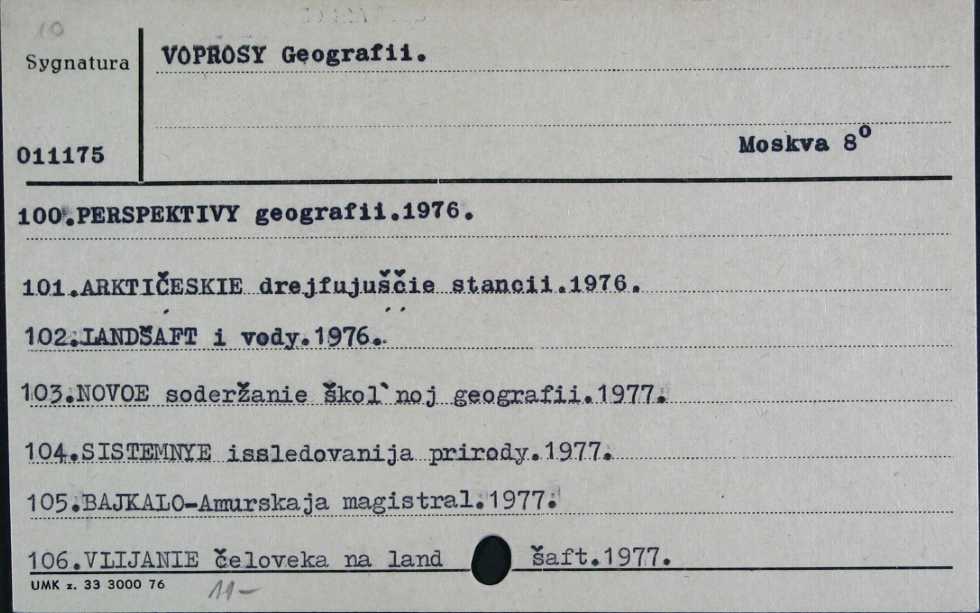 10
Sygnatura
VOPROSY Geografii.
011175
Moskva 8º
100.PERSPEKTIVY geografii.1976.
101.ARKTIČESKIE drejfujuščie stancii.1976.
102.LANDŠAFT i vody.1976.
103.NOVOE soderžanie škol`noj geografii.1977.
104.SISTEMNYE issledovanija prirody.1977.
105.BAJKALO-Amurskaja magistral.1977.
106.VLIJANIE čeloveka na land šaft.1977.
UMK z. 33 3000 76
11-